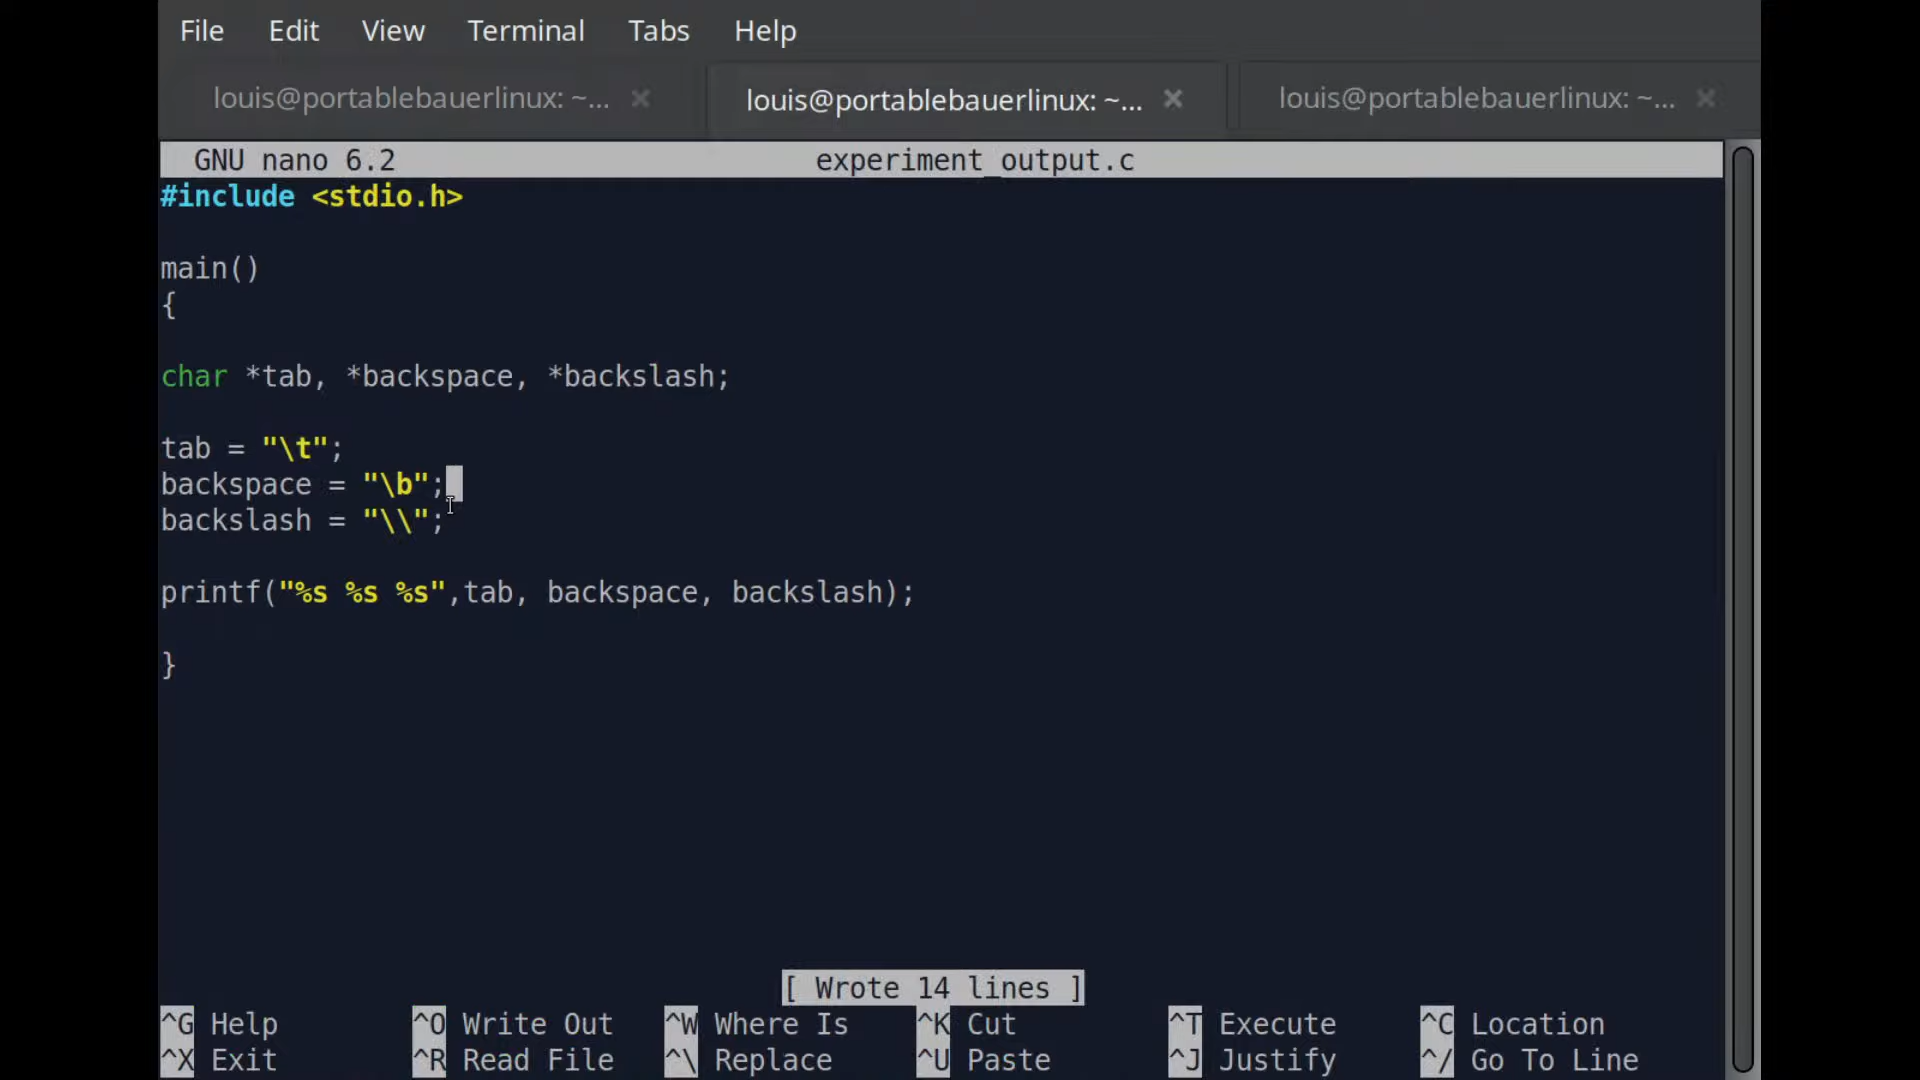 File Edit View Terminal Tabs Help
louis@portablebauerlinux: ~... × louis@portablebauerlinux: ~... × louis@portablebauerlinux: ~... ×
GNU nano 6.2 experiment_output.c
#include <stdio.h>
main()
{
char *tab, *backspace, *backslash;
tab = "\t";
backspace = "\b";
backslash = "\\";
printf("%s %s %s",tab, backspace, backslash);
}
[ Wrote 14 lines ]
^G Help ^O Write Out ^W Where Is ^K Cut ^T Execute ^C Location
^X Exit ^R Read File ^\ Replace ^U Paste ^J Justify ^/ Go To Line